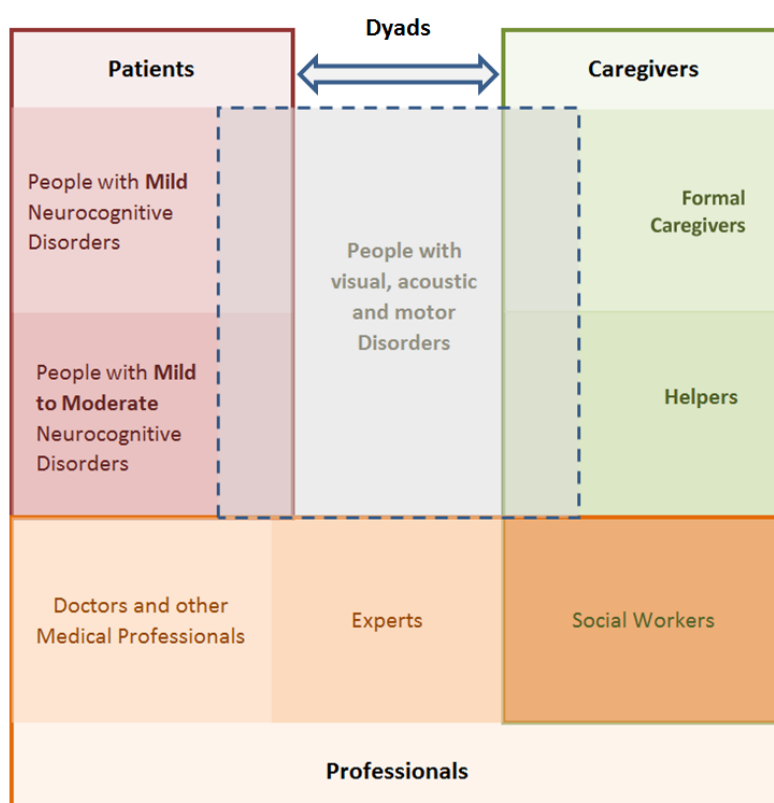 Dyads
Patients
Caregivers
People with Mild
Neurocognitive
Disorders
People with
visual, acoustic
and motor
Disorders
Formal
Caregivers
People with Mild
to Moderate
Neurocognitive
Disorders
Helpers
Doctors and other
Medical Professionals
Experts
Social Workers
Professionals